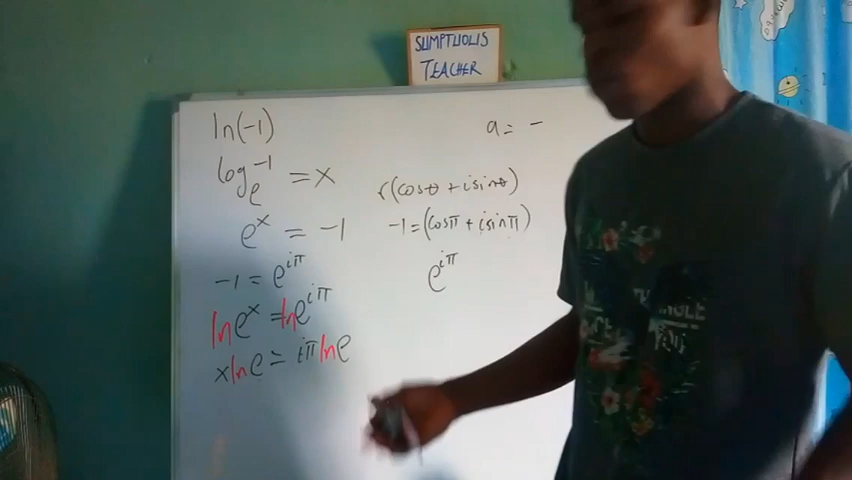 SUMPTUOUS
TEACHER
ln(-1)
log_e^-1 = x
e^x = -1
-1 = e^iπ
ln e^x = ln e^iπ
x ln e = iπ ln e
a = -
r(cosθ + i sinθ)
-1 = (cosπ + i sinπ)
e^iπ